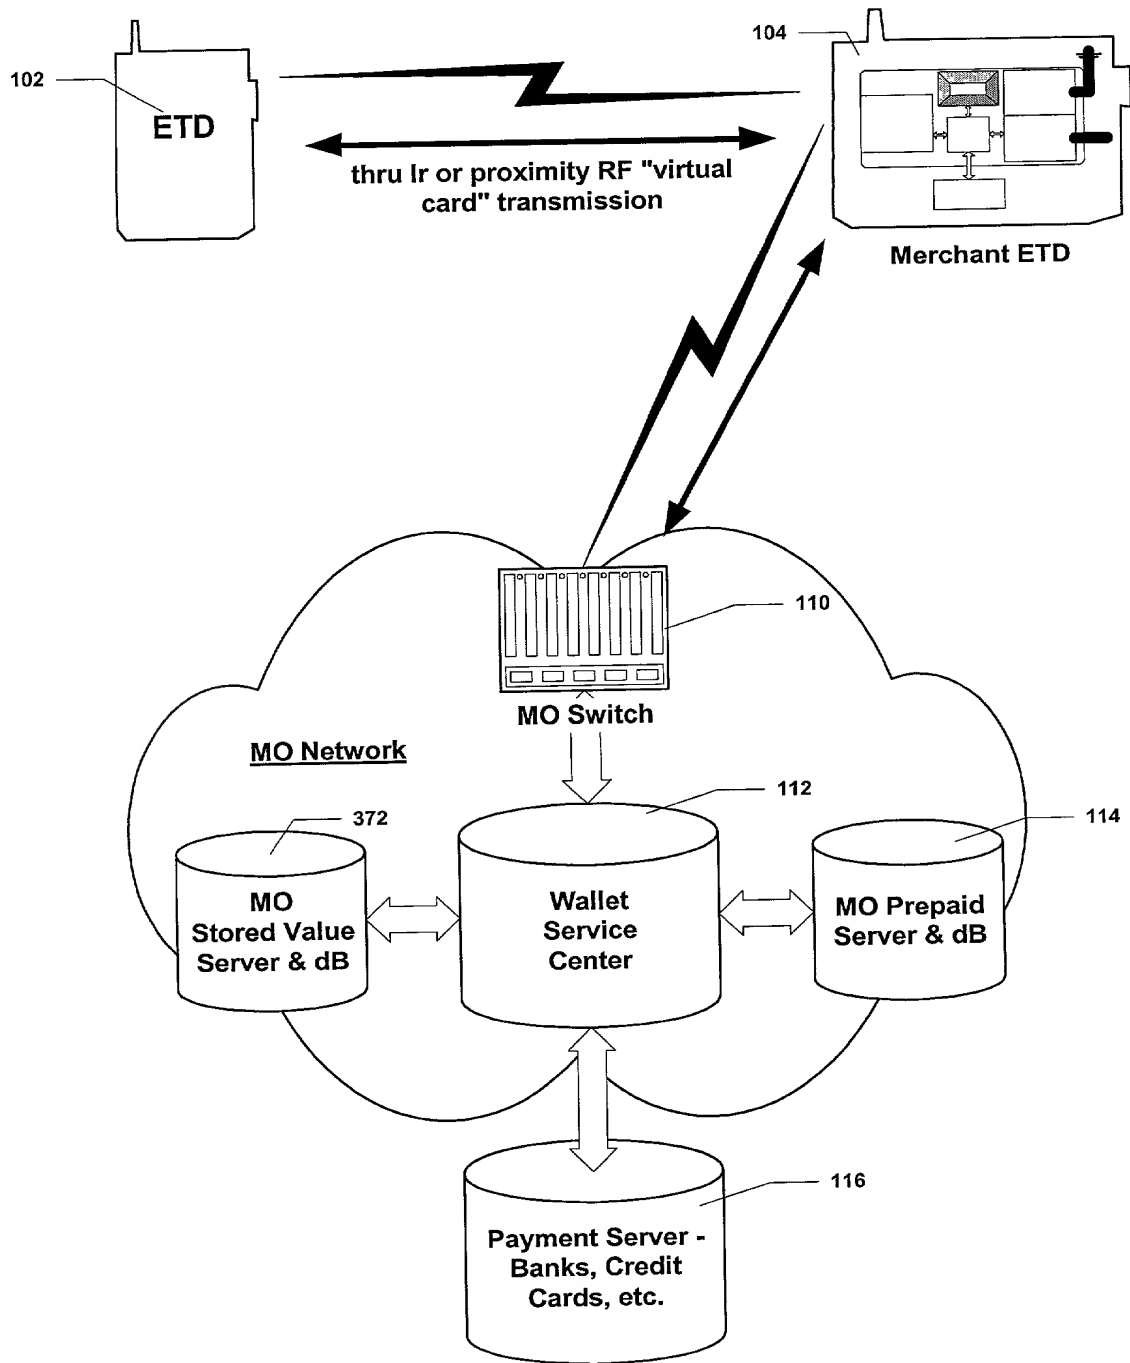 104
102
ETD
thru Ir or proximity RF "virtual
card" transmission
Merchant ETD
110
MO Switch
MO Network
112
372
114
MO
Stored Value
Server & dB
Wallet
Service
Center
MO Prepaid
Server & dB
116
Payment Server -
Banks, Credit
Cards, etc.